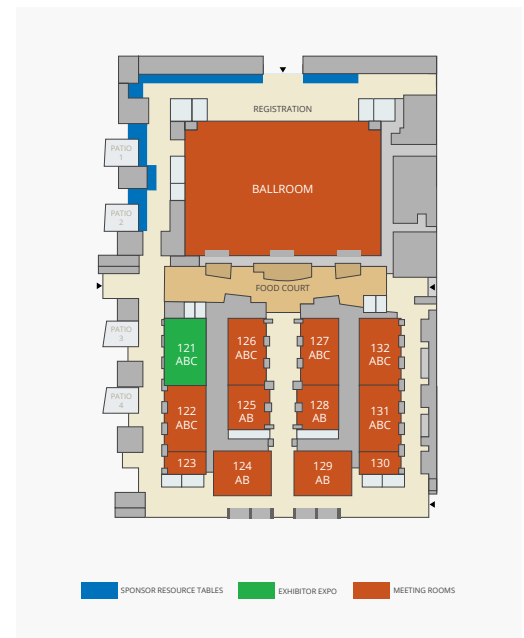 REGISTRATION
PATIO
1
BALLROOM
PATIO
2
FOOD COURT
PATIO
3
121
ABC
126
ABC
127
ABC
132
ABC
PATIO
4
122
ABC
125
AB
128
AB
131
ABC
123
124
AB
129
AB
130
SPONSOR RESOURCE TABLES
EXHIBITOR EXPO
MEETING ROOMS